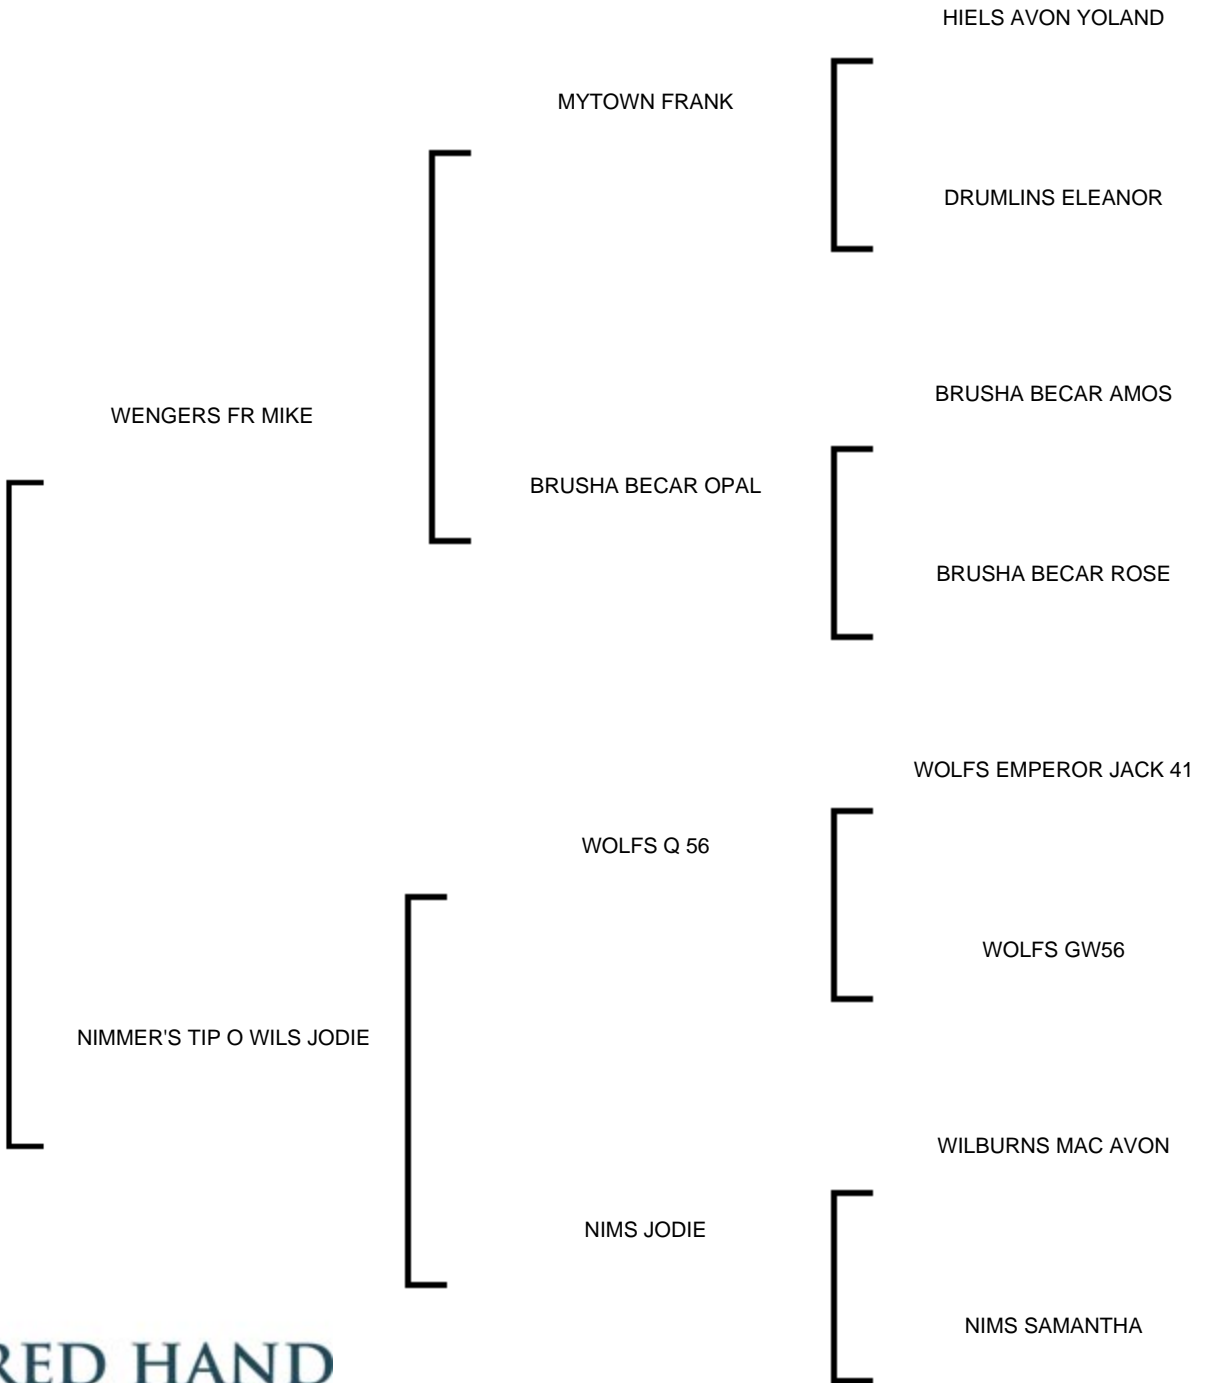 HIELS AVON YOLAND
MYTOWN FRANK
DRUMLINS ELEANOR
BRUSHA BECAR AMOS
WENGERS FR MIKE
BRUSHA BECAR OPAL
BRUSHA BECAR ROSE
WOLFS EMPEROR JACK 41
WOLFS Q 56
WOLFS GW56
NIMMER'S TIP O WILS JODIE
WILBURNS MAC AVON
NIMS JODIE
NIMS SAMANTHA
HAND